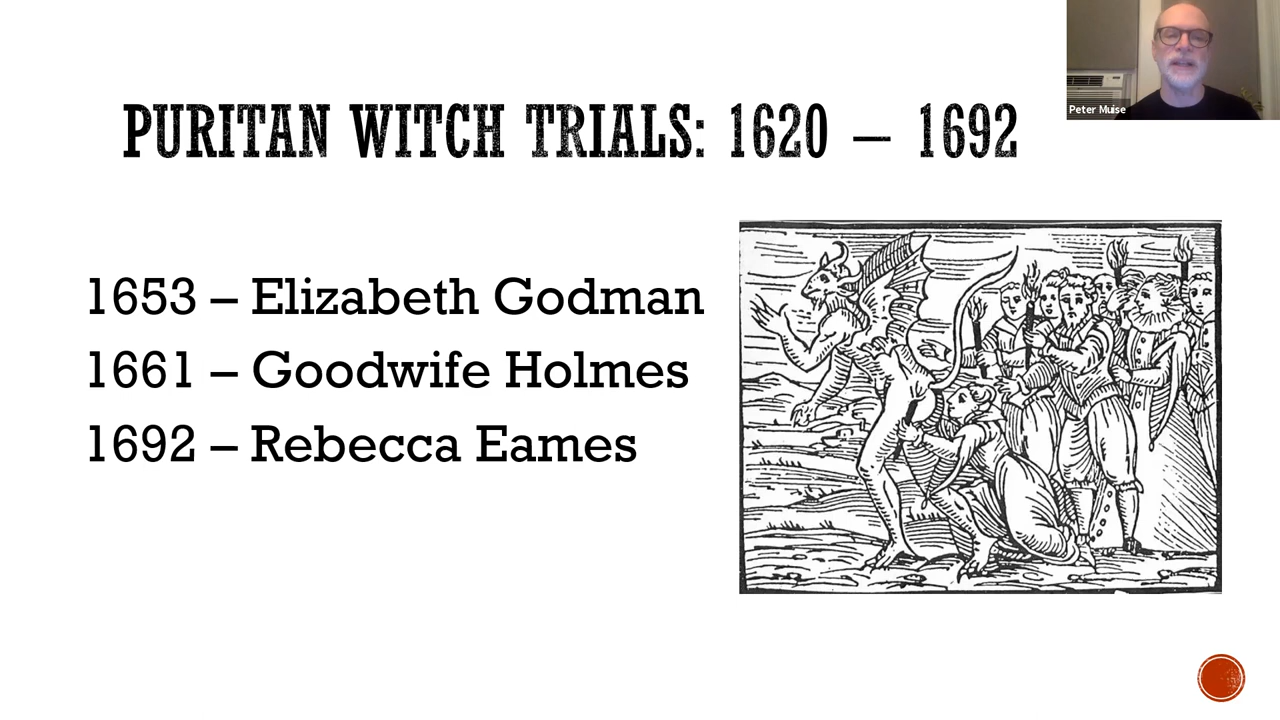 PURITAN WITCH TRIALS: 1620 – 1692
Peter Muise
1653 – Elizabeth Godman
1661 – Goodwife Holmes
1692 – Rebecca Eames